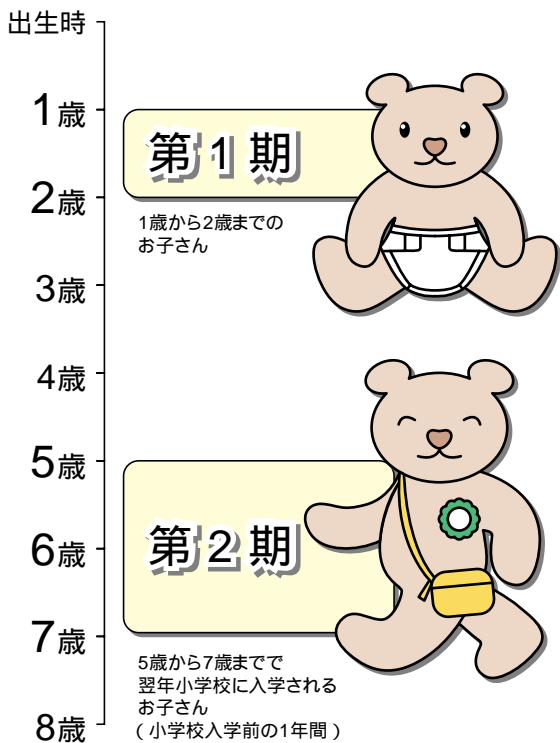 出生時
1歳
第1期
2歳
1歳から2歳までの
お子さん
3歳
4歳
5歳
第2期
6歳
7歳
5歳から7歳までで
翌年小学校に入学される
お子さん
（小学校入学前の1年間）
8歳